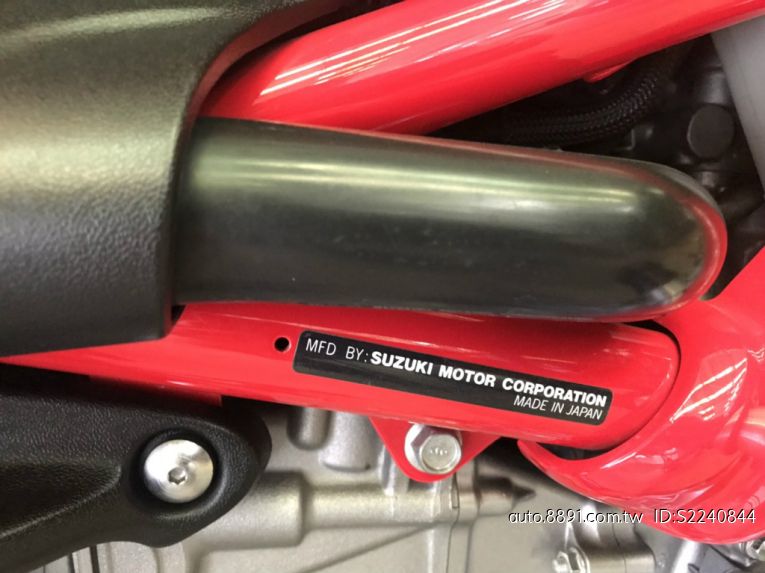 MFD BY: SUZUKI MOTOR CORPORATION
MADE IN JAPAN
auto.8891.com.tw ID:S2240844